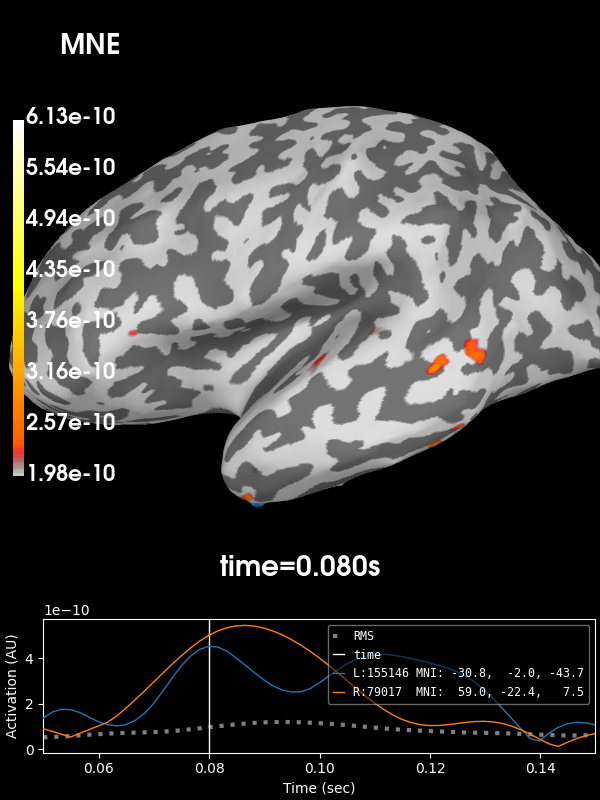 MNE
6.13e-10
5.54e-10
4.94e-10
4.35e-10
3.76e-10
3.16e-10
2.57e-10
1.98e-10
time=0.080s
1e−10
Activation (AU)
4
2
0
RMS
time
L:155146 MNI: -30.8,  -2.0, -43.7
R:79017  MNI:  59.0, -22.4,   7.5
0.06 0.08 0.10 0.12 0.14
Time (sec)